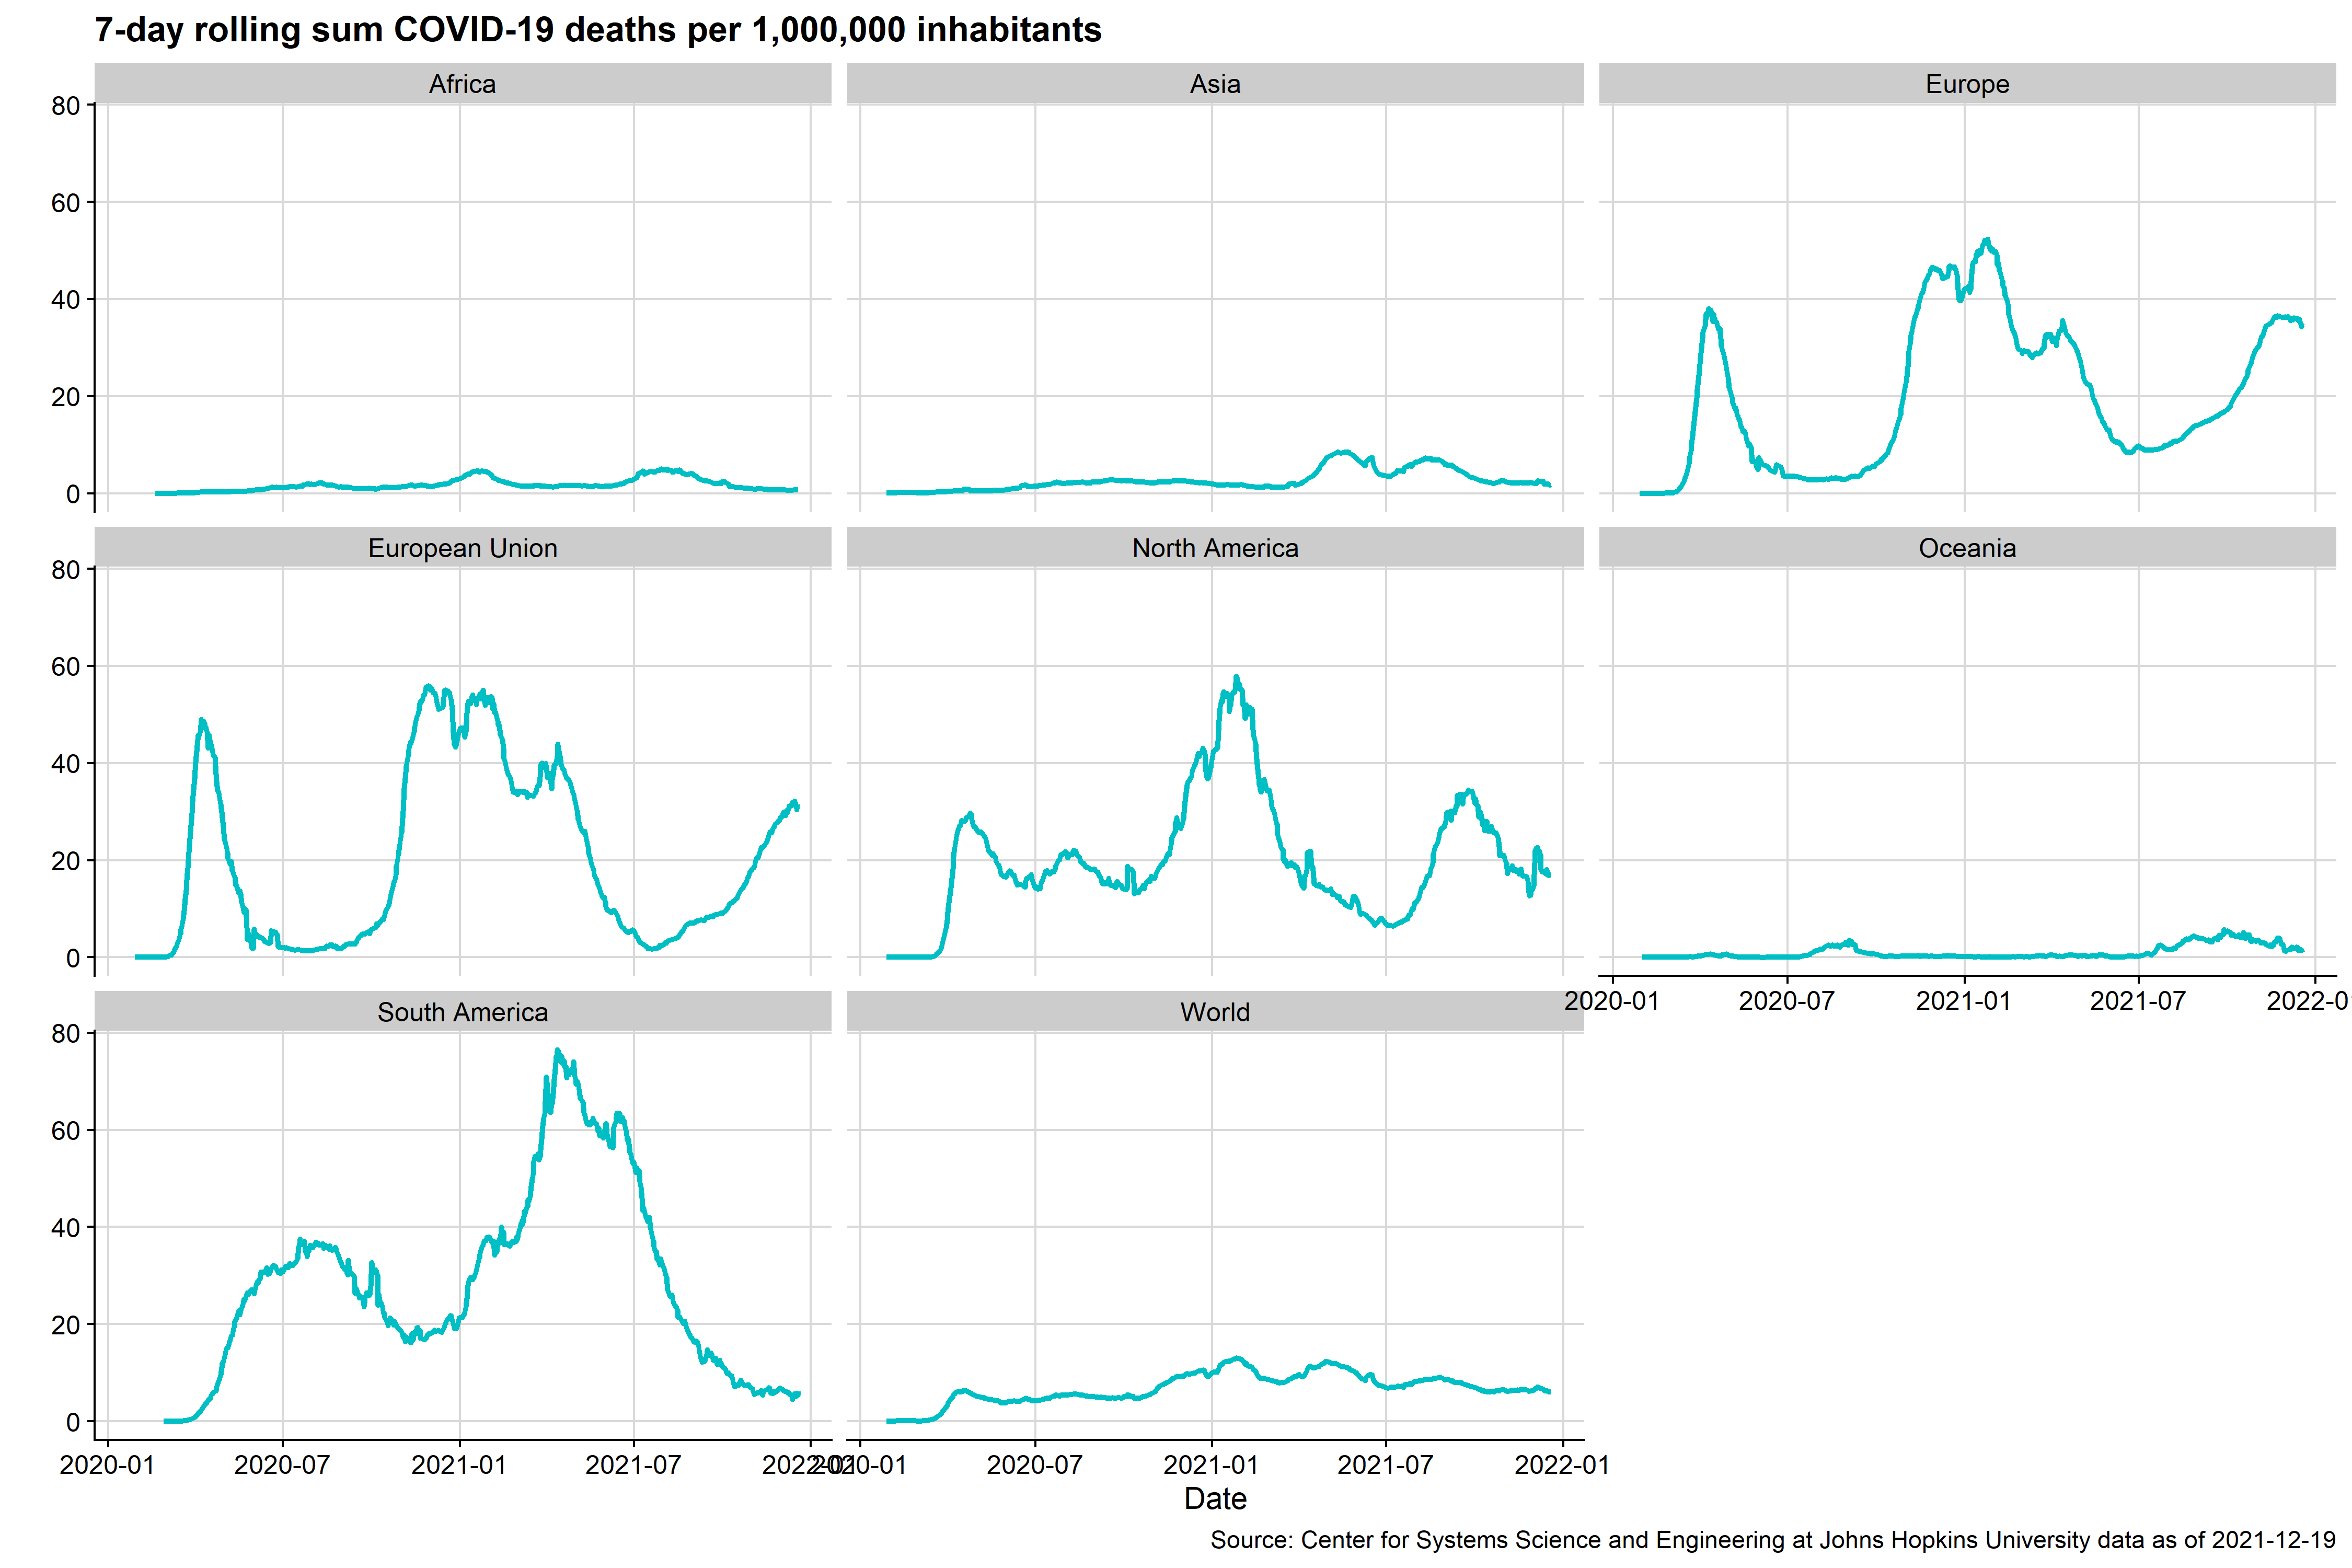 7-day rolling sum COVID-19 deaths per 1,000,000 inhabitants
Africa
Asia
Europe
80
60
40
20
0
European Union
North America
Oceania
80
60
40
20
0
2020-01
2020-07
2021-01
2021-07
2022-0
South America
World
80
60
40
20
0
2020-01
2020-07
2021-01
2021-07
2022-01
2020-01
2020-07
2021-01
2021-07
2022-01
Date
Source: Center for Systems Science and Engineering at Johns Hopkins University data as of 2021-12-19